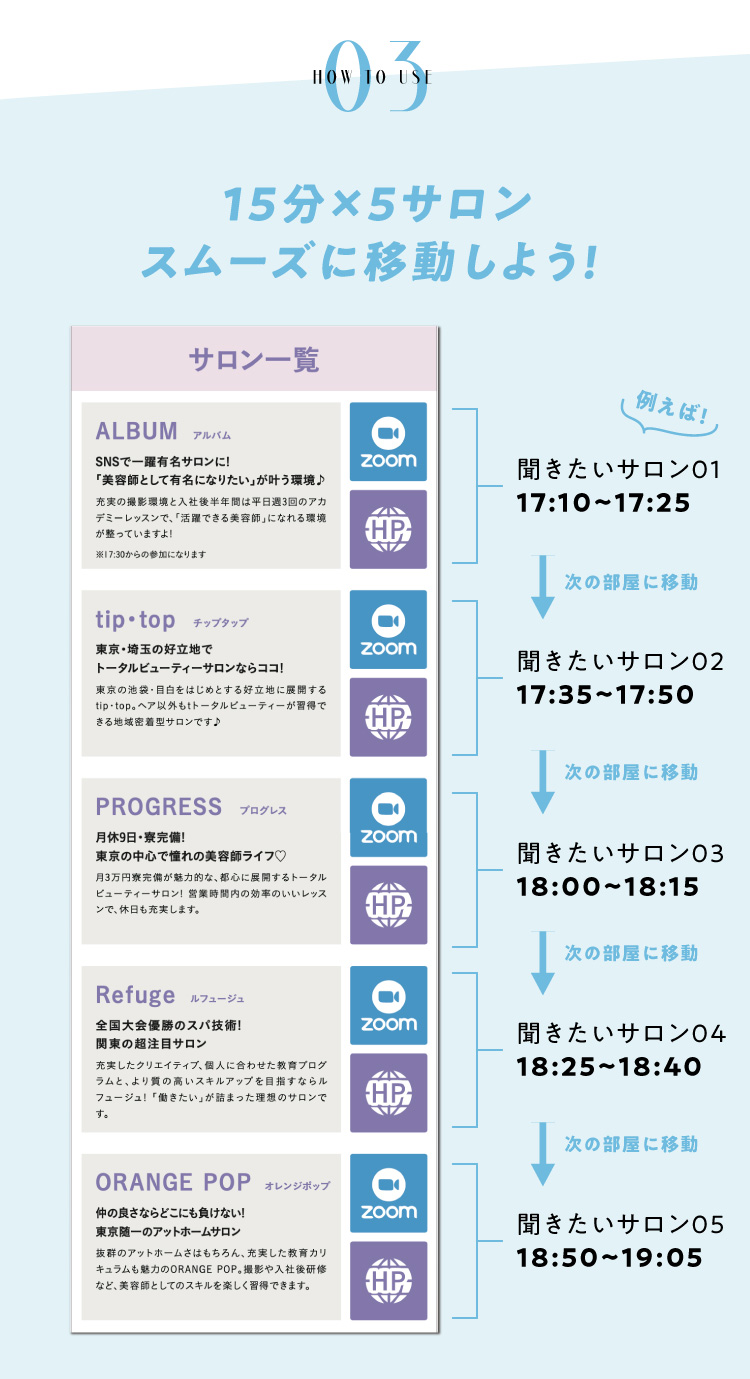 03
HOW TO USE
15分×5サロン
スムーズに移動しよう!
サロン一覧
例えば!
ALBUM アルバム
SNSで一躍有名サロンに!
「美容師として有名になりたい」が叶う環境♪
充実の撮影環境と入社後半年間は平日週3回のアカ
デミーレッスンで、「活躍できる美容師」になれる環境
が整っていますよ!
※17:30からの参加になります
zoom
HP
聞きたいサロン01
17:10~17:25
次の部屋に移動
tip・top チップタップ
東京・埼玉の好立地で
トータルビューティーサロンならココ!
東京の池袋・目白をはじめとする好立地に展開する
tip・top。ヘア以外もtトータルビューティーが習得で
きる地域密着型サロンです♪
zoom
HP
聞きたいサロン02
17:35~17:50
次の部屋に移動
PROGRESS プログレス
月休9日・寮完備!
東京の中心で憧れの美容師ライフ♡
月3万円寮完備が魅力的な、都心に展開するトータル
ビューティーサロン! 営業時間内の効率のいいレッス
ンで、休日も充実します。
zoom
HP
聞きたいサロン03
18:00~18:15
次の部屋に移動
Refuge ルフュージュ
全国大会優勝のスパ技術!
関東の超注目サロン
充実したクリエイティブ、個人に合わせた教育プログ
ラムと、より質の高いスキルアップを目指すならル
フュージュ! 「働きたい」が詰まった理想のサロンで
す。
zoom
HP
聞きたいサロン04
18:25~18:40
次の部屋に移動
ORANGE POP オレンジポップ
仲の良さならどこにも負けない!
東京随一のアットホームサロン
抜群のアットホームさはもちろん、充実した教育カリ
キュラムも魅力のORANGE POP。撮影や入社後研修
など、美容師としてのスキルを楽しく習得できます。
zoom
HP
聞きたいサロン05
18:50~19:05